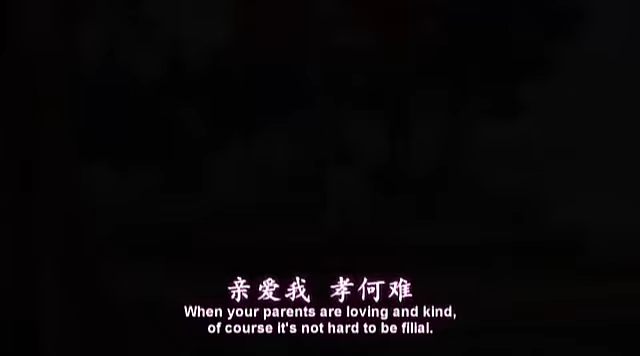 亲爱我 孝何难
When your parents are loving and kind,
of course it's not hard to be filial.